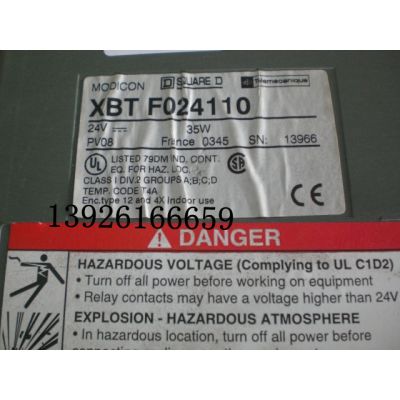 MODICON SQUARE D Telemecanique
XBT F024110
24V 35W
PV08 France 0345 SN: 13966
UL LISTED 79DM IND. CONT.
EQ. FOR HAZ. LOC.
CLASS I DIV.2 GROUPS A;B;C;D
TEMP. CODE T4A
Enc.type 12 and 4X Indoor use
13926166659
DANGER
HAZARDOUS VOLTAGE (Complying to UL C1D2)
• Turn off all power before working on equipment
• Relay contacts may have a voltage higher than 24V
EXPLOSION - HAZARDOUS ATMOSPHERE
• In hazardous location, turn off all power before